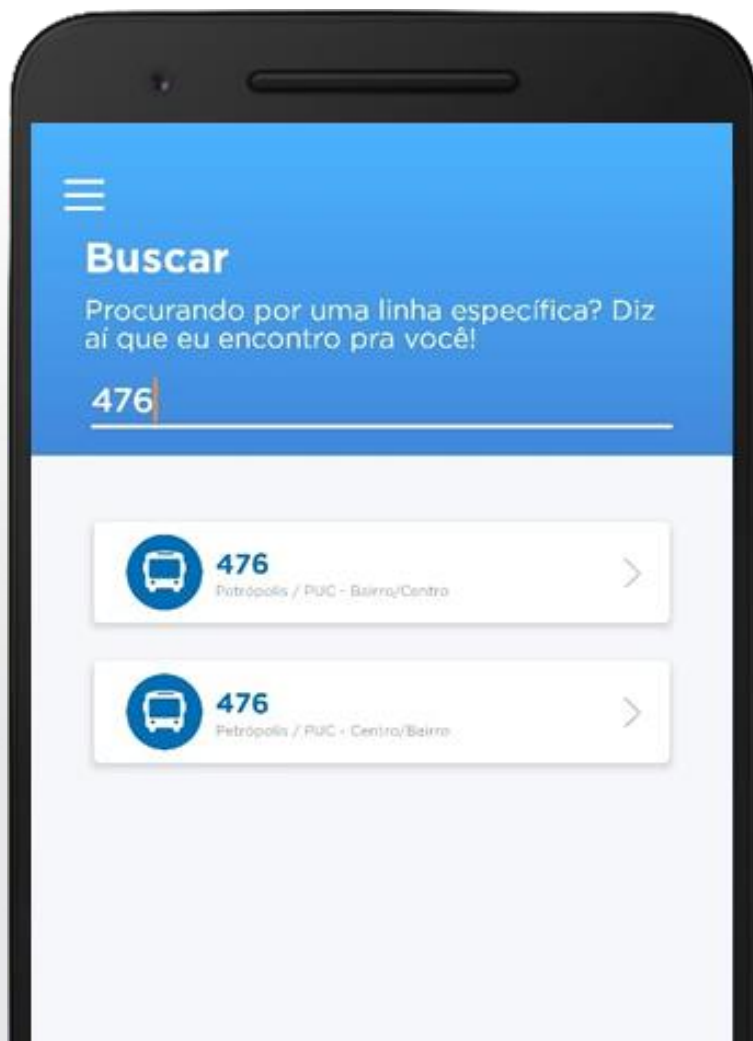 Buscar
Procurando por uma linha específica? Diz
aí que eu encontro pra você!
476
476
Petrópolis / PUC - Bairro/Centro
476
Petrópolis / PUC - Centro/Bairro